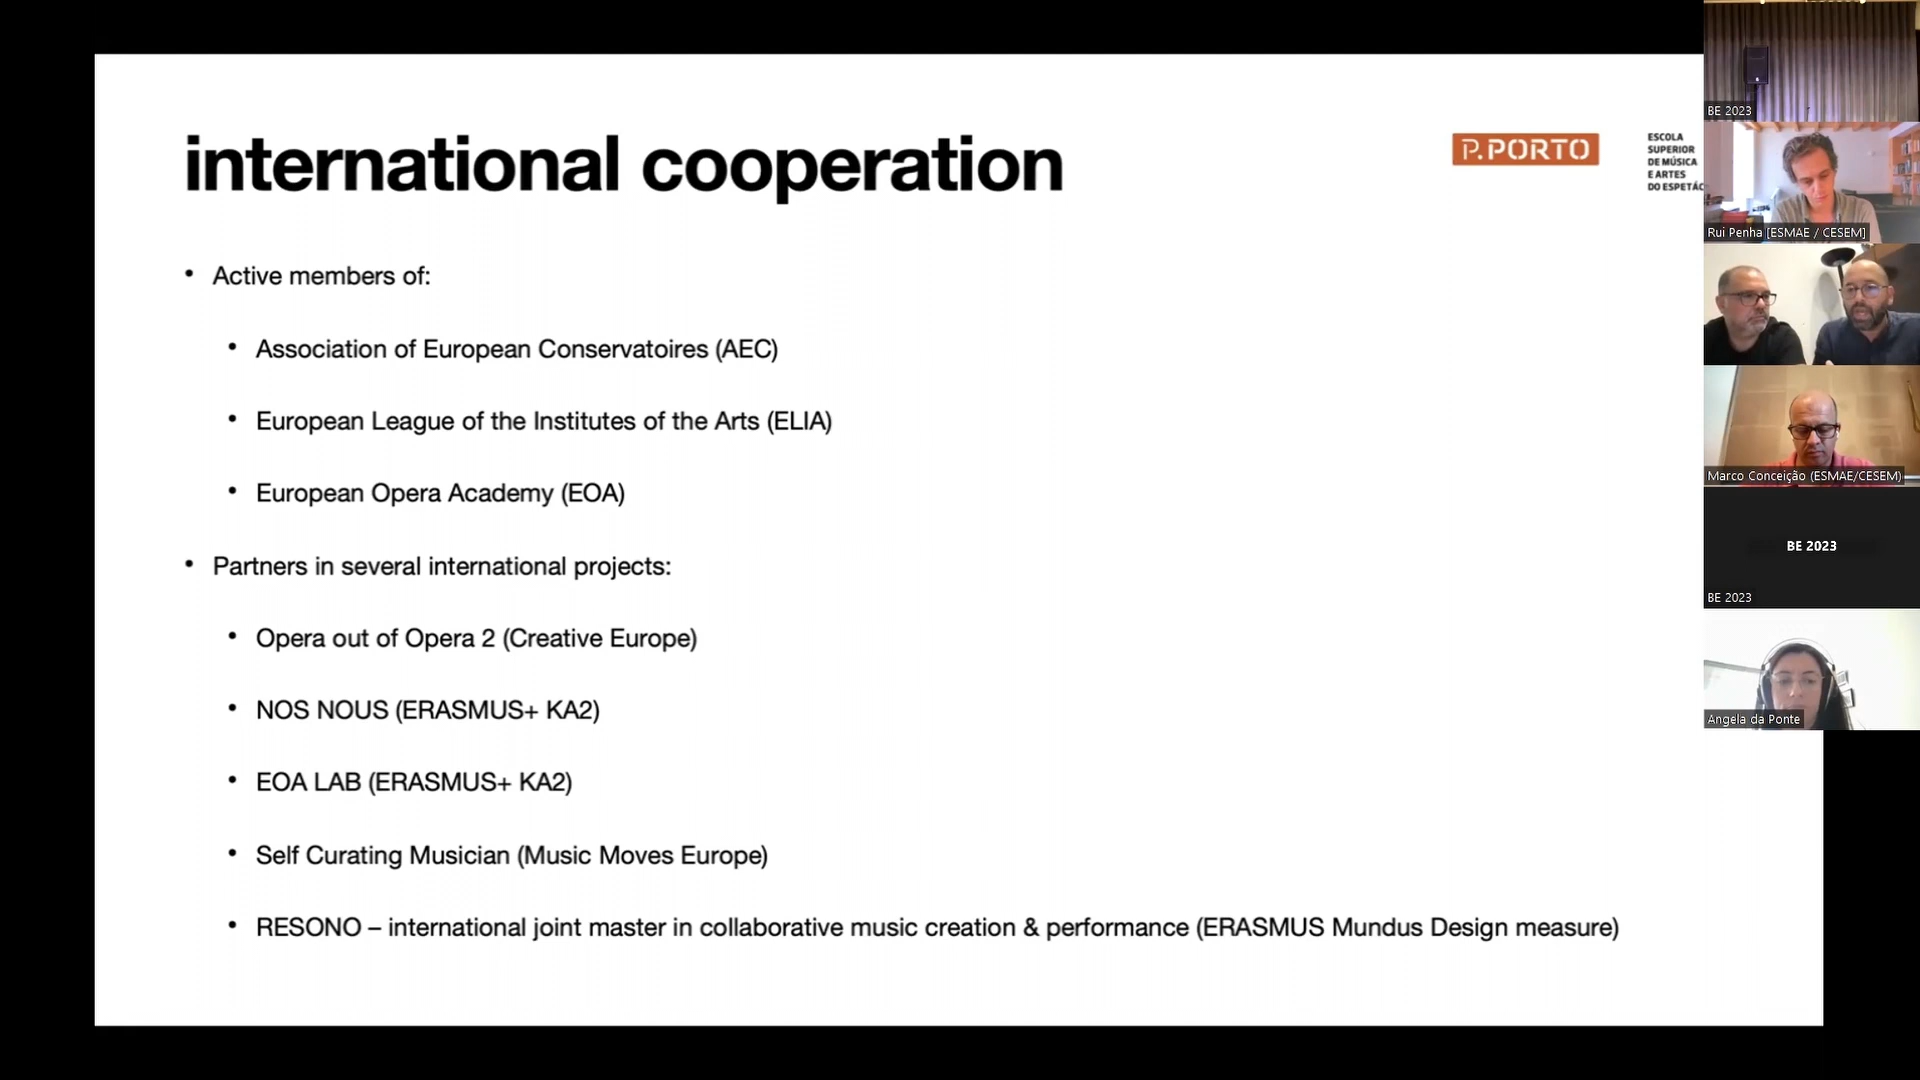 international cooperation
P.PORTO
ESCOLA
SUPERIOR
DE MÚSICA
E ARTES
DO ESPETÁC
• Active members of:
• Association of European Conservatoires (AEC)
• European League of the Institutes of the Arts (ELIA)
• European Opera Academy (EOA)
• Partners in several international projects:
• Opera out of Opera 2 (Creative Europe)
• NOS NOUS (ERASMUS+ KA2)
• EOA LAB (ERASMUS+ KA2)
• Self Curating Musician (Music Moves Europe)
• RESONO – international joint master in collaborative music creation & performance (ERASMUS Mundus Design measure)
BE 2023
Rui Penha [ESMAE / CESEM]
Marco Conceição (ESMAE/CESEM)
BE 2023
BE 2023
Angela da Ponte